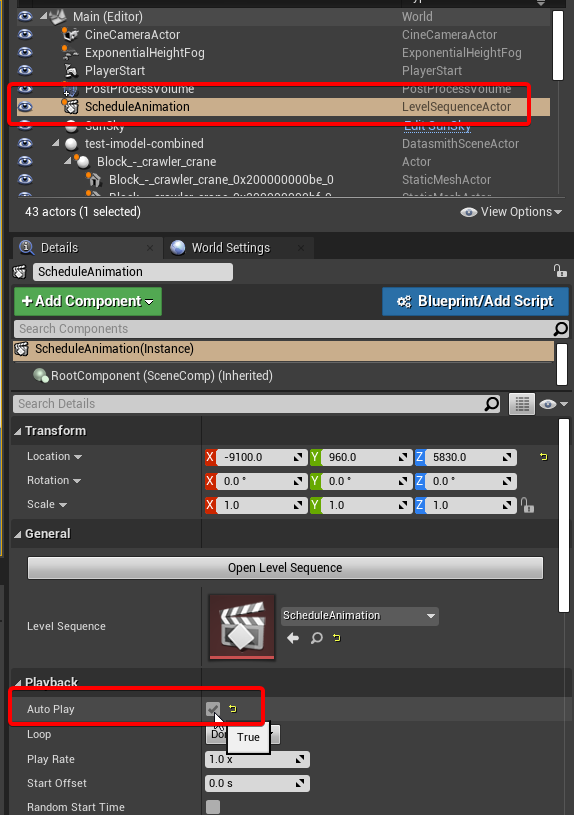 Main (Editor) World
CineCameraActor CineCameraActor
ExponentialHeightFog ExponentialHeightFog
PlayerStart PlayerStart
PostProcessVolume PostProcessVolume
ScheduleAnimation LevelSequenceActor
SunSky Edit SunSky
test-imodel-combined DatasmithSceneActor
Block_-_crawler_crane Actor
Block_-_crawler_crane_0x200000000be_0 StaticMeshActor
Block_-_crawler_crane_0x200000000bf_0 StaticMeshActor
43 actors (1 selected) View Options
Details World Settings
ScheduleAnimation
+ Add Component Blueprint/Add Script
Search Components
ScheduleAnimation(Instance)
RootComponent (SceneComp) (Inherited)
Search Details
Transform
Location X -9100.0 Y 960.0 Z 5830.0
Rotation X 0.0 ° Y 0.0 ° Z 0.0 °
Scale X 1.0 Y 1.0 Z 1.0
General
Open Level Sequence
Level Sequence ScheduleAnimation
Playback
Auto Play
Loop
True
Play Rate 1.0 x
Start Offset 0.0 s
Random Start Time